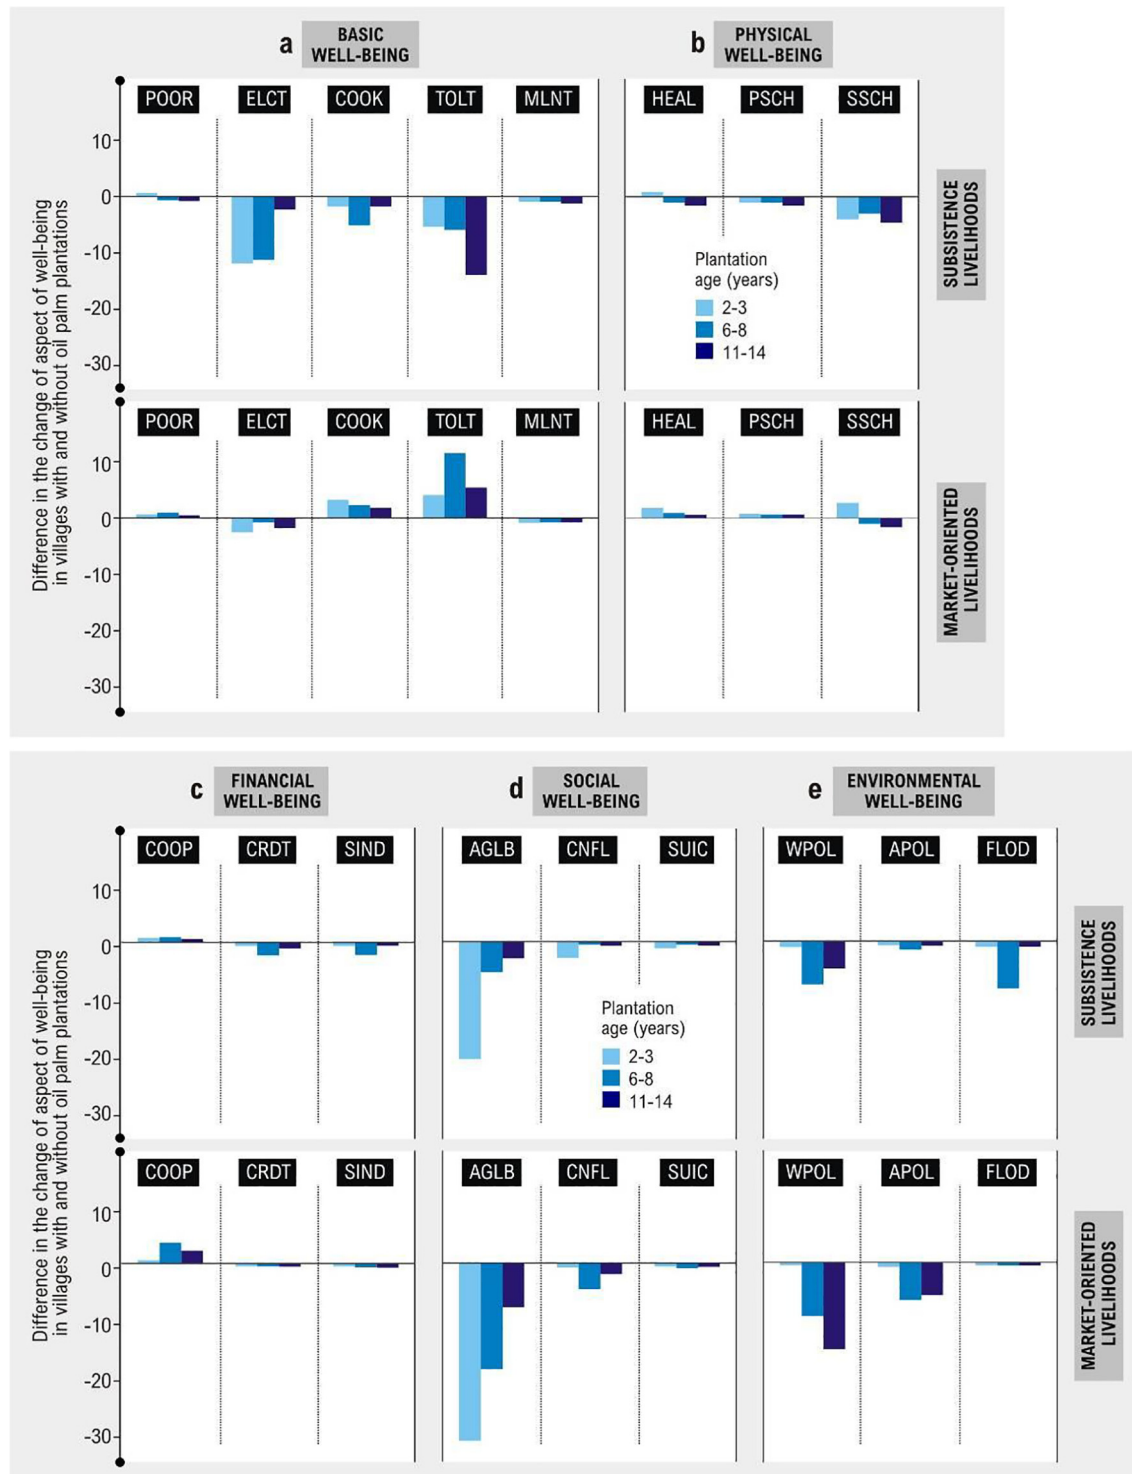 a
BASIC
WELL-BEING
b
PHYSICAL
WELL-BEING
POOR ELCT COOK TOLT MLNT
HEAL PSCH SSCH
10
0
-10
-20
-30
Plantation
age (years)
2-3
6-8
11-14
SUBSISTENCE
LIVELIHOODS
Difference in the change of aspect of well-being
in villages with and without oil palm plantations
POOR ELCT COOK TOLT MLNT
HEAL PSCH SSCH
10
0
-10
-20
-30
MARKET-ORIENTED
LIVELIHOODS
c
FINANCIAL
WELL-BEING
d
SOCIAL
WELL-BEING
e
ENVIRONMENTAL
WELL-BEING
COOP CRDT SIND
AGLB CNFL SUIC
WPOL APOL FLOD
10
0
-10
-20
-30
Plantation
age (years)
2-3
6-8
11-14
SUBSISTENCE
LIVELIHOODS
Difference in the change of aspect of well-being
in villages with and without oil palm plantations
COOP CRDT SIND
AGLB CNFL SUIC
WPOL APOL FLOD
10
0
-10
-20
-30
MARKET-ORIENTED
LIVELIHOODS